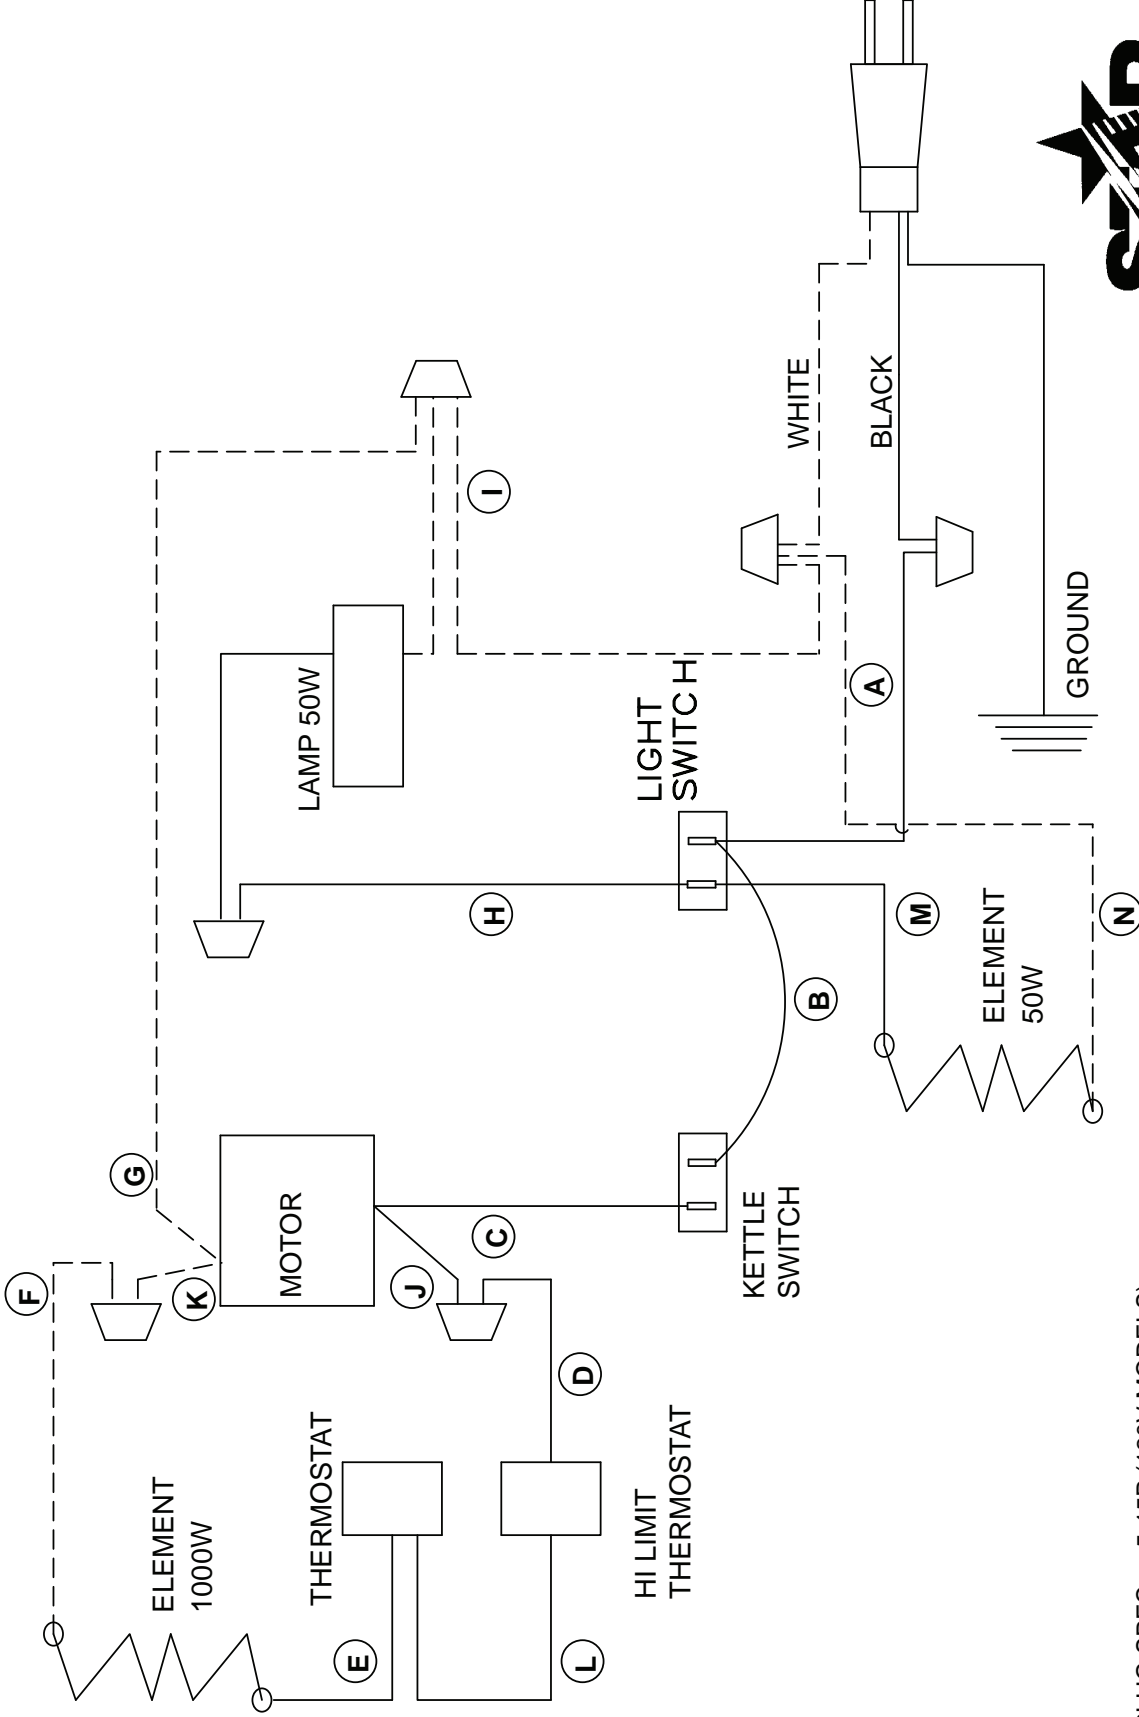 F
ELEMENT
1000W
G
K
MOTOR
LAMP 50W
THERMOSTAT
E
J
C
H
I
D
L
HI LIMIT
THERMOSTAT
KETTLE
SWITCH
LIGHT
SWITCH
B
M
A
WHITE
BLACK
ELEMENT
50W
N
GROUND